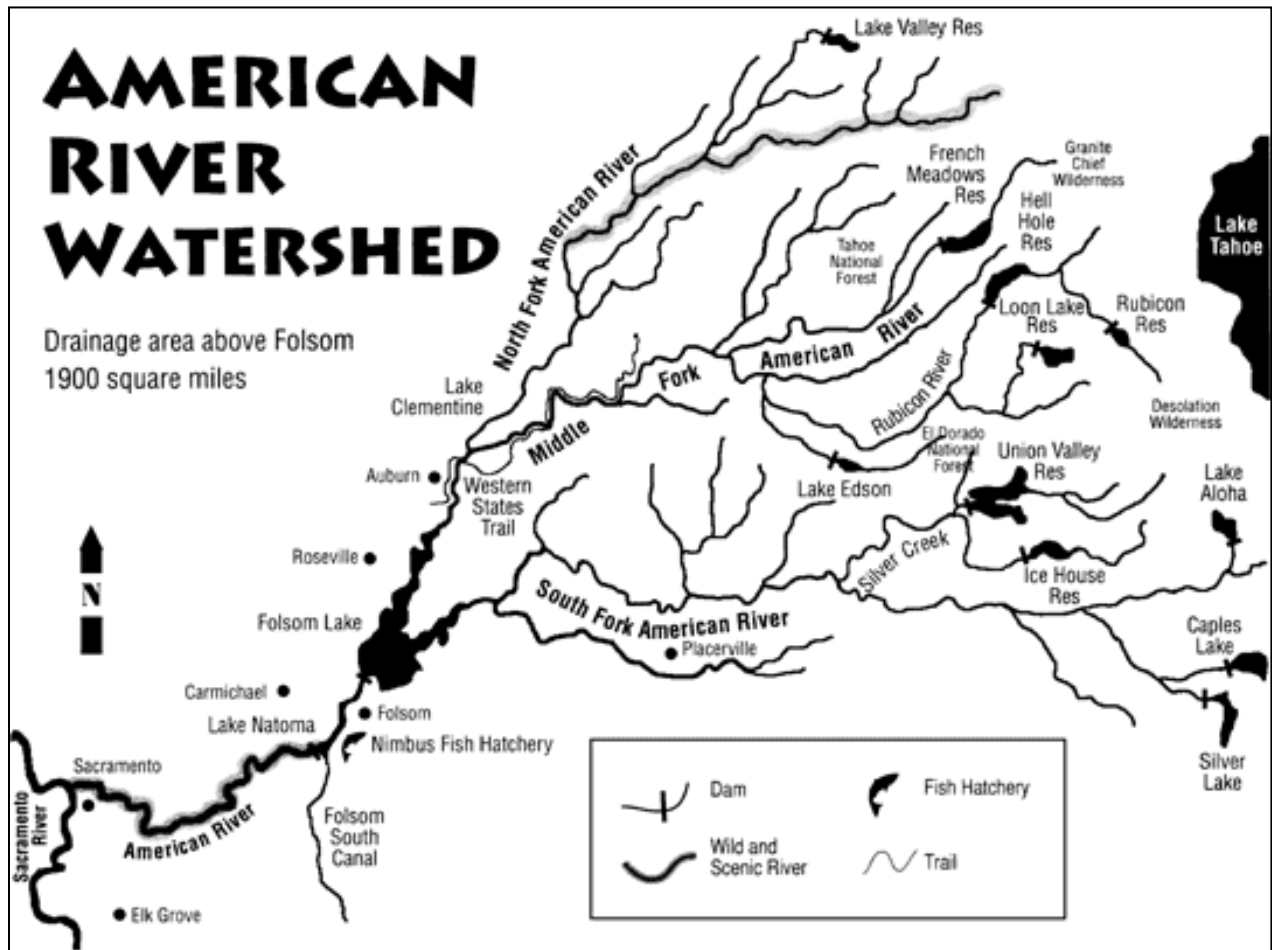 AMERICAN
RIVER
WATERSHED
Drainage area above Folsom
1900 square miles
Lake Valley Res
North Fork American River
French
Meadows
Res
Granite
Chief
Wilderness
Hell
Hole
Res
Lake
Tahoe
Tahoe
National
Forest
Loon Lake
Res
Rubicon
Res
Lake
Clementine
Middle
Fork
American
River
Rubicon River
Desolation
Wilderness
El Dorado
National
Forest
Union Valley
Res
Lake
Aloha
Auburn
Western
States
Trail
Lake Edson
Silver Creek
Ice House
Res
Roseville
N
Folsom Lake
South Fork American River
Placerville
Caples
Lake
Carmichael
Folsom
Lake Natoma
Nimbus Fish Hatchery
Silver
Lake
Sacramento
Sacramento
River
American River
Folsom
South
Canal
Elk Grove
Dam
Fish Hatchery
Wild and
Scenic River
Trail